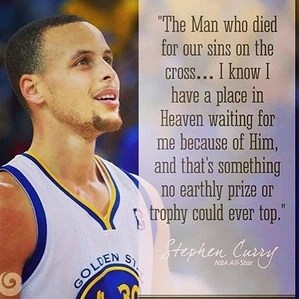 "The Man who died
for our sins on the
cross... I know I
have a place in
Heaven waiting for
me because of Him,
and that's something
no earthly prize or
trophy could ever top."
-Stephen Curry
NBA All-Star
GOLDEN STATE
30